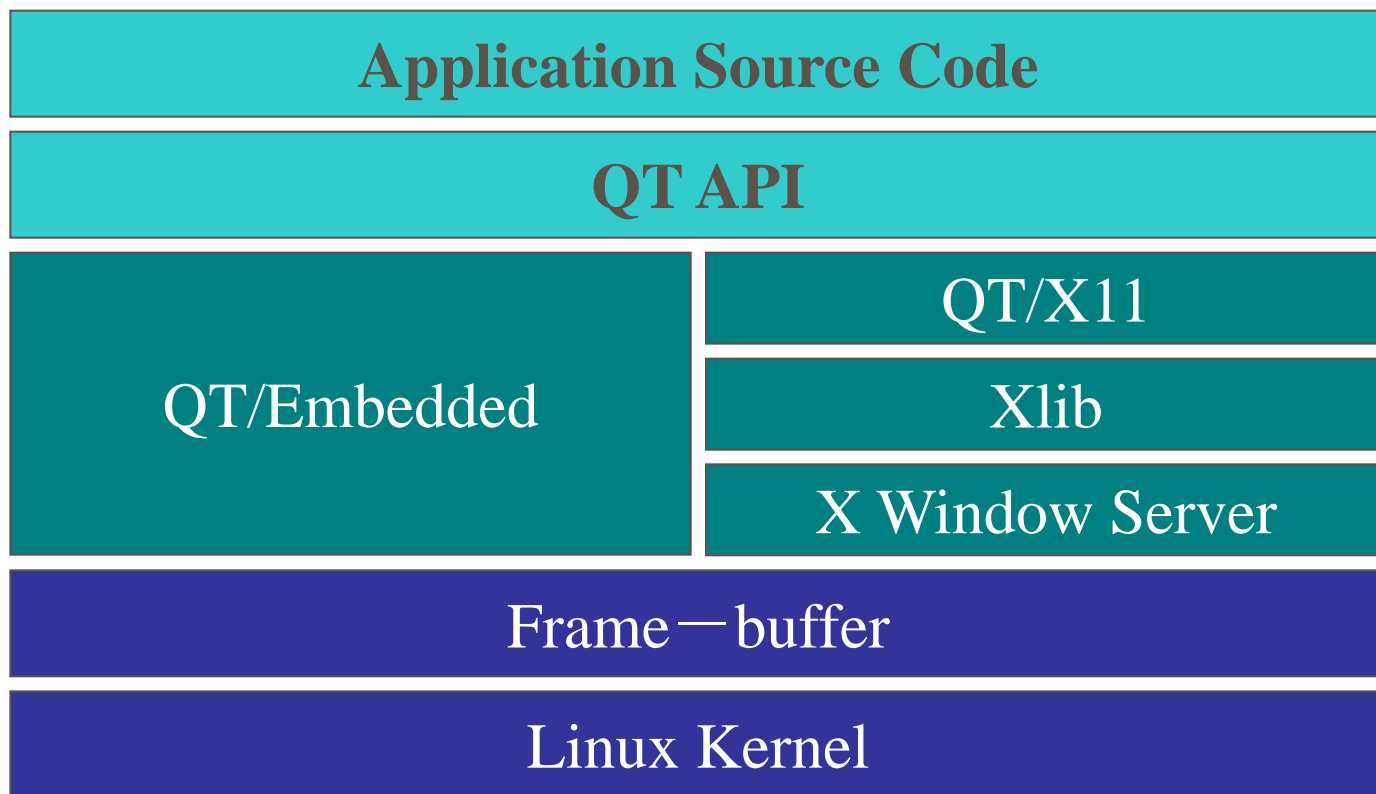 Application Source Code
QT API
QT/Embedded
QT/X11
Xlib
X Window Server
Frame－buffer
Linux Kernel